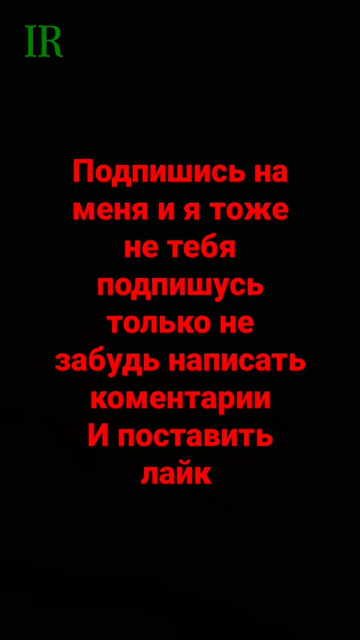 IR
Подпишись на
меня и я тоже
не тебя
подпишусь
только не
забудь написать
коментарии
И поставить
лайк